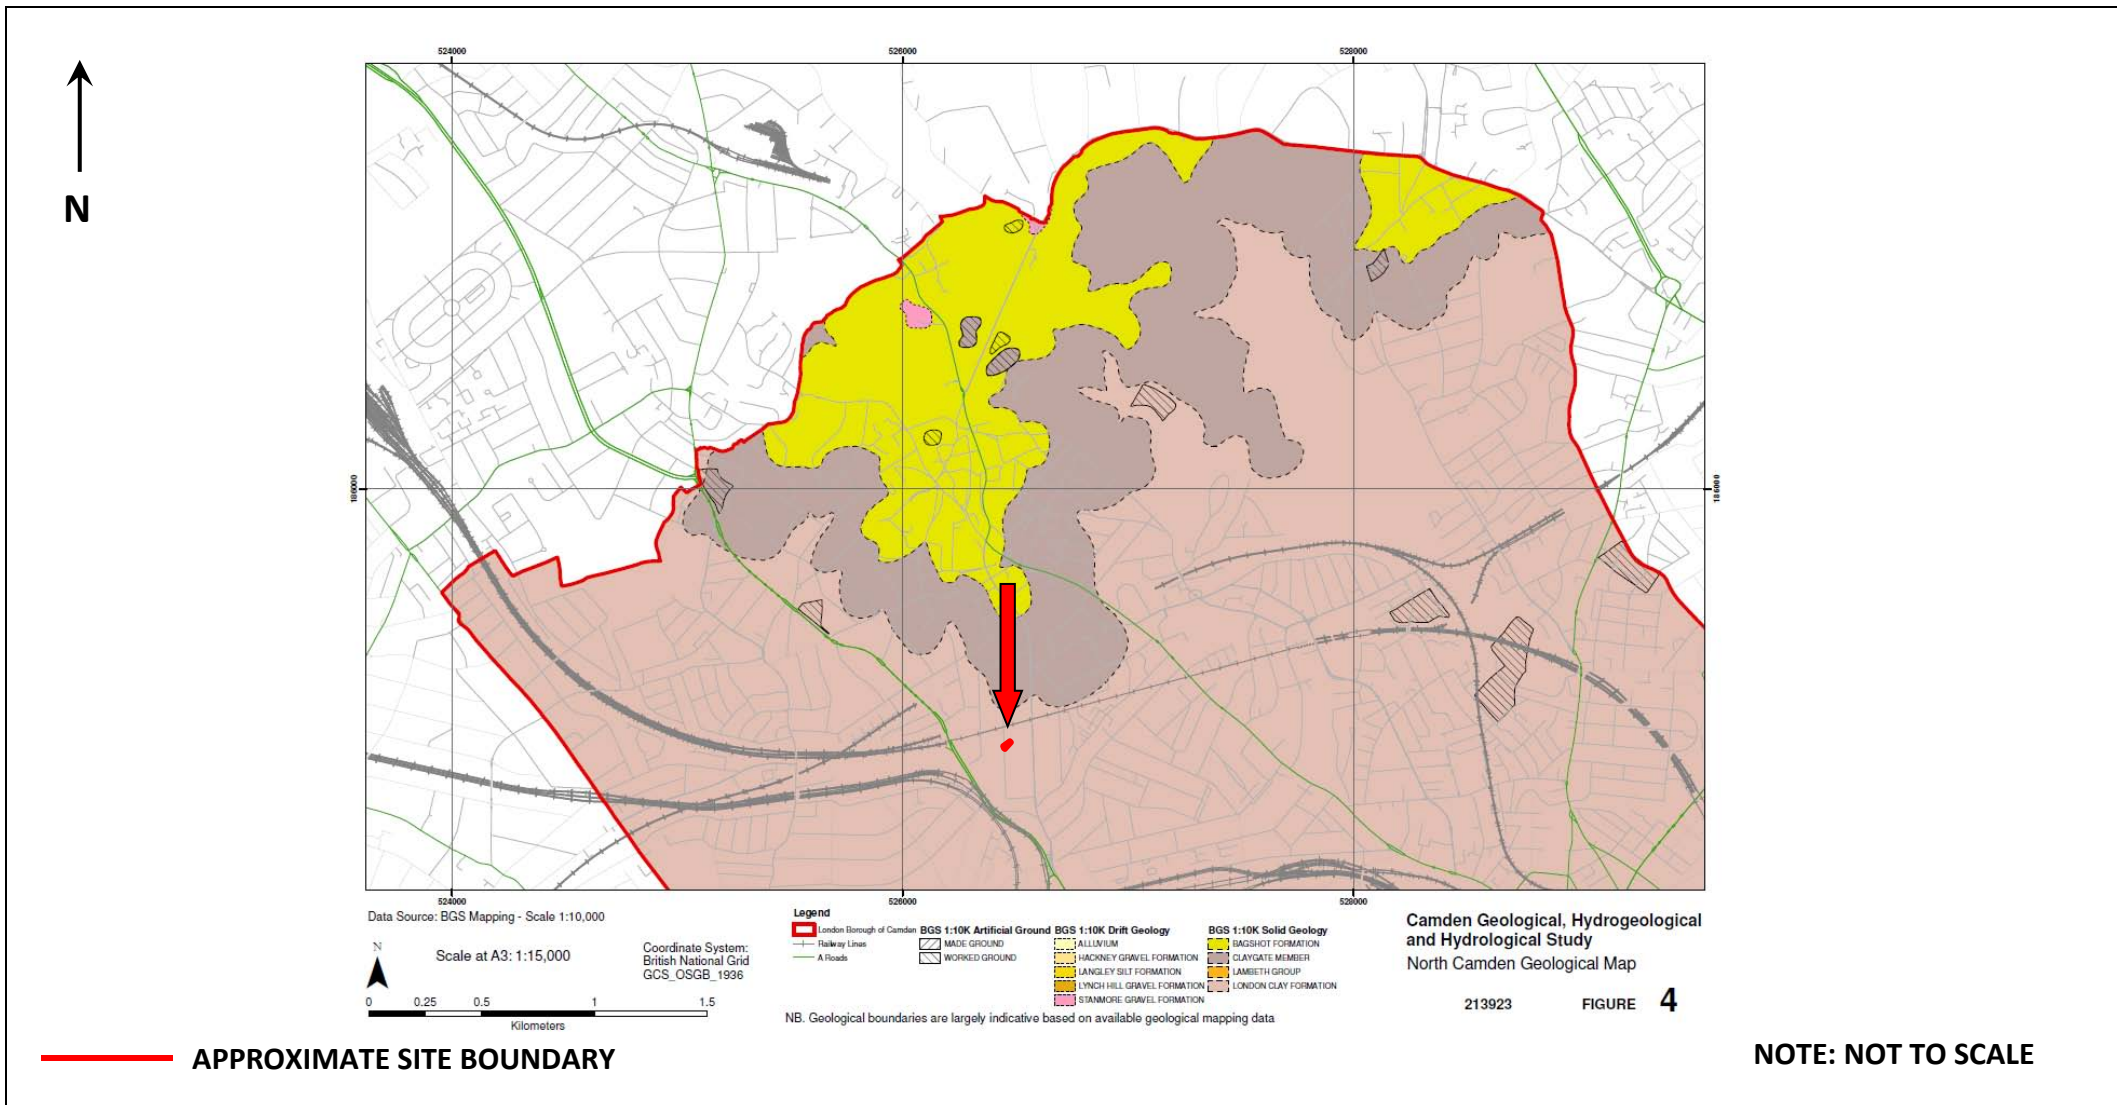 524000
526000
528000
N
186000
186000
524000
526000
528000
Data Source: BGS Mapping - Scale 1:10,000
N
Scale at A3: 1:15,000
Coordinate System:
British National Grid
GCS_OSGB_1936
0 0.25 0.5 1 1.5
Kilometers
Legend
London Borough of Camden
Railway Lines
A Roads
BGS 1:10K Artificial Ground
MADE GROUND
WORKED GROUND
BGS 1:10K Drift Geology
ALLUVIUM
HACKNEY GRAVEL FORMATION
LANGLEY SILT FORMATION
LYNCH HILL GRAVEL FORMATION
STANMORE GRAVEL FORMATION
BGS 1:10K Solid Geology
BAGSHOT FORMATION
CLAYGATE MEMBER
LAMBETH GROUP
LONDON CLAY FORMATION
NB. Geological boundaries are largely indicative based on available geological mapping data
Camden Geological, Hydrogeological
and Hydrological Study
North Camden Geological Map
213923 FIGURE 4
APPROXIMATE SITE BOUNDARY
NOTE: NOT TO SCALE